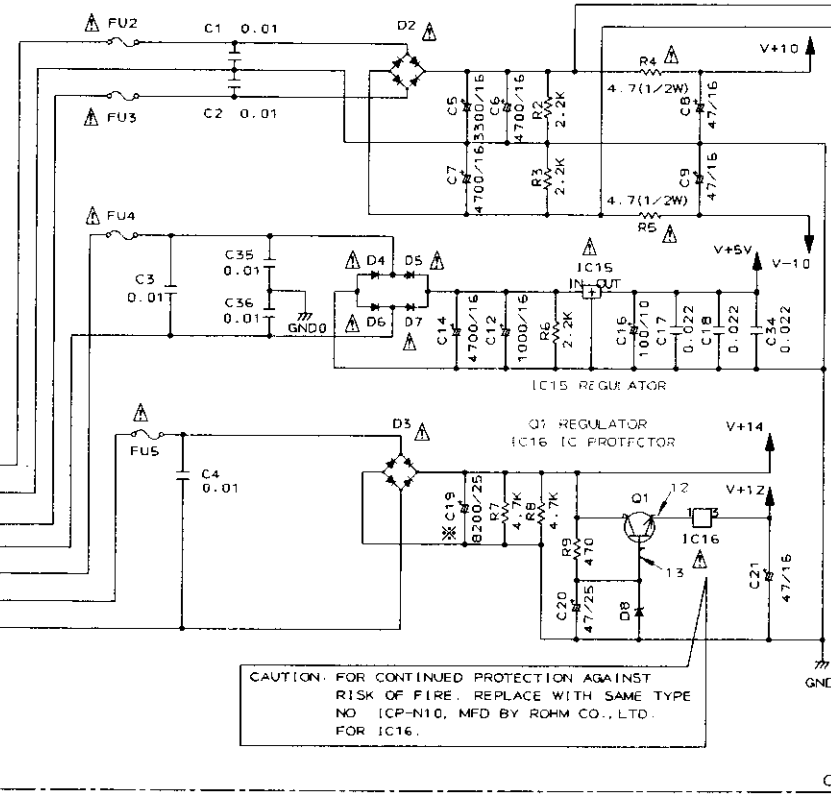 FU2
C1 0.01
D2
V+10
R4
4.7(1/2W)
C2 0.01
FU3
C5
3300/16
C6
4700/16
R2
2.2K
C8
47/16
C7
4700/16
R3
2.2K
C9
47/16
4.7(1/2W)
R5
V-10
FU4
C3
0.01
C35
0.01
C36
0.01
GND0
D4
D5
D6
D7
IC15
IN OUT
V+5V
C14
4700/16
C12
1000/16
R6
2.2K
C16
100/10
C17
0.022
C18
0.022
C34
0.022
IC15 REGULATOR
FU5
C4
0.01
D3
Q1 REGULATOR
IC16 IC PROTECTOR
V+14
V+12
※ C19
8200/25
R7
4.7K
R8
4.7K
R9
470
Q1
12
13
1 3
IC16
C20
47/25
D8
C21
47/16
GND
CAUTION: FOR CONTINUED PROTECTION AGAINST
RISK OF FIRE. REPLACE WITH SAME TYPE
NO ICP-N10, MFD BY ROHM CO., LTD.
FOR IC16.